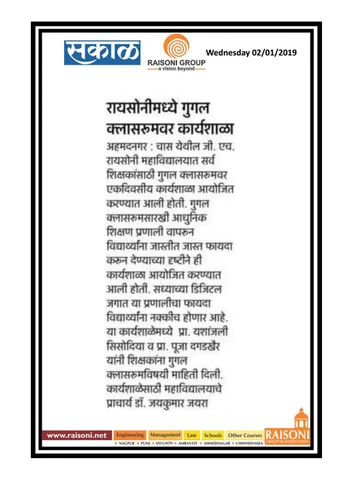 सकाळ
RAISONI GROUP
a vision beyond
Wednesday 02/01/2019
रायसोनीमध्ये गुगल
क्लासरूमवर कार्यशाळा
अहमदनगर : चास येथील जी. एच.
रायसोनी महाविद्यालयात सर्व
शिक्षकांसाठी गुगल क्लासरूमवर
एकदिवसीय कार्यशाळा आयोजित
करण्यात आली होती. गुगल
क्लासरूमसारखी आधुनिक
शिक्षण प्रणाली वापरून
विद्यार्थ्यांना जास्तीत जास्त फायदा
करून देण्याच्या दृष्टीने ही
कार्यशाळा आयोजित करण्यात
आली होती. सध्याच्या डिजिटल
जगात या प्रणालीचा फायदा
विद्यार्थ्यांना नक्कीच होणार आहे.
या कार्यशाळेमध्ये प्रा. यशांजली
सिसोदिया व प्रा. पूजा दगडखैर
यांनी शिक्षकांना गुगल
क्लासरूमविषयी माहिती दिली.
कार्यशाळेसाठी महाविद्यालयाचे
प्राचार्य डॉ. जयकुमार जयरा
www.raisoni.net Engineering Management Law Schools Other Courses RAISONI
NAGPUR PUNE JALGAON AMRAVATI AHMEDNAGAR CHHINDWARA